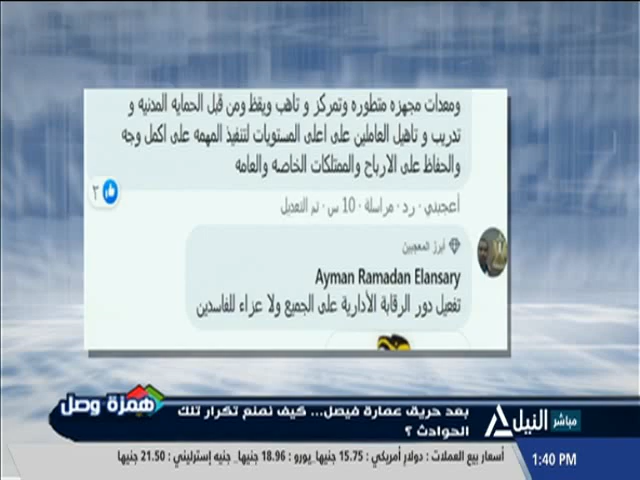 ومعدات مجهزه متطوره وتمركز و تاهب ويقظ ومن قبل الحمايه المدنيه و
تدريب و تأهيل العاملين على اعلى المستويات لتنفيذ المهمه على اكمل وجه
والحفاظ على الارباح والممتلكات الخاصه والعامه
٢
أعجبني · رد · مراسلة · 10 س · تم التعديل
أبرز المعجبين
Ayman Ramadan Elansary
تفعيل دور الرقابة الأدارية على الجميع ولا عزاء للفاسدين
همزة وصل
بعد حريق عمارة فيصل... كيف نمنع تكرار تلك
الحوادث ؟
النيل
مباشر
أسعار بيع العملات : دولار أمريكي : 15.75 جنيها_ يورو : 18.96 جنيها_ جنيه إسترليني : 21.50 جنيها
1:40 PM